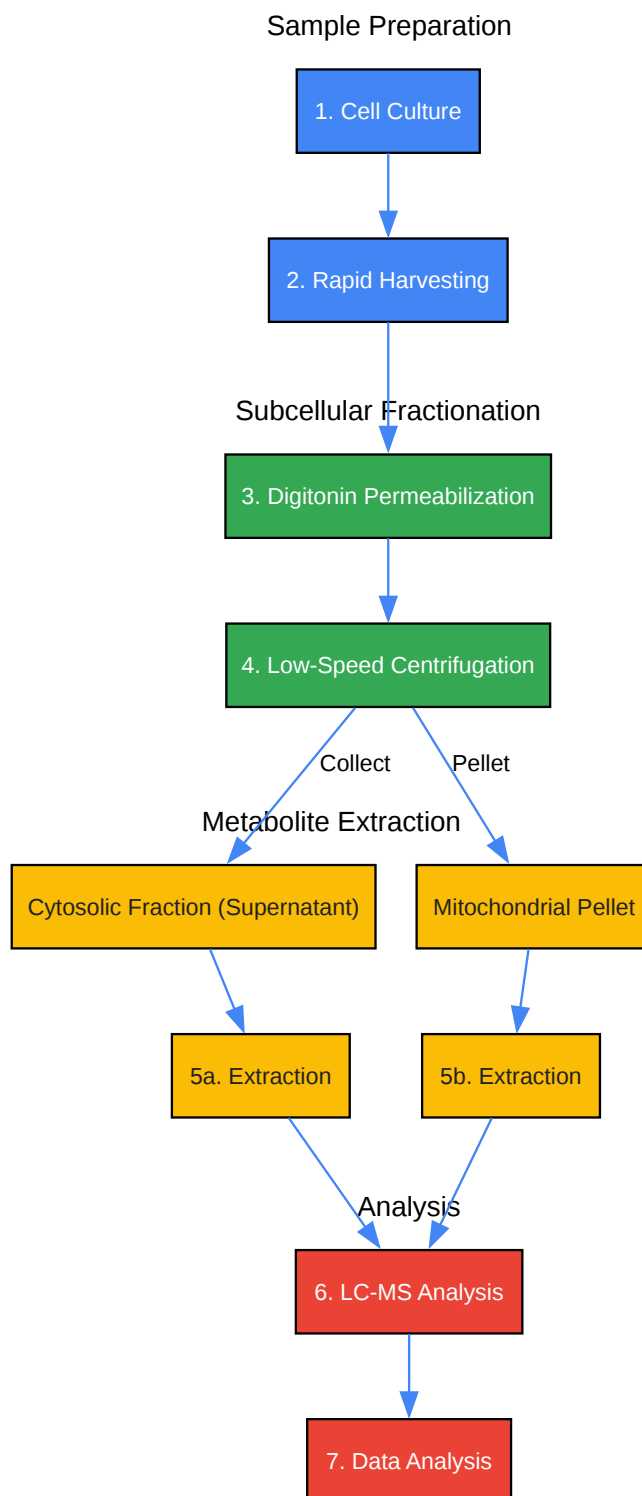 Sample Preparation
1. Cell Culture
2. Rapid Harvesting
Subcellular Fractionation
3. Digitonin Permeabilization
4. Low-Speed Centrifugation
Collect
Pellet
Metabolite Extraction
Cytosolic Fraction (Supernatant)
Mitochondrial Pellet
5a. Extraction
5b. Extraction
Analysis
6. LC-MS Analysis
7. Data Analysis